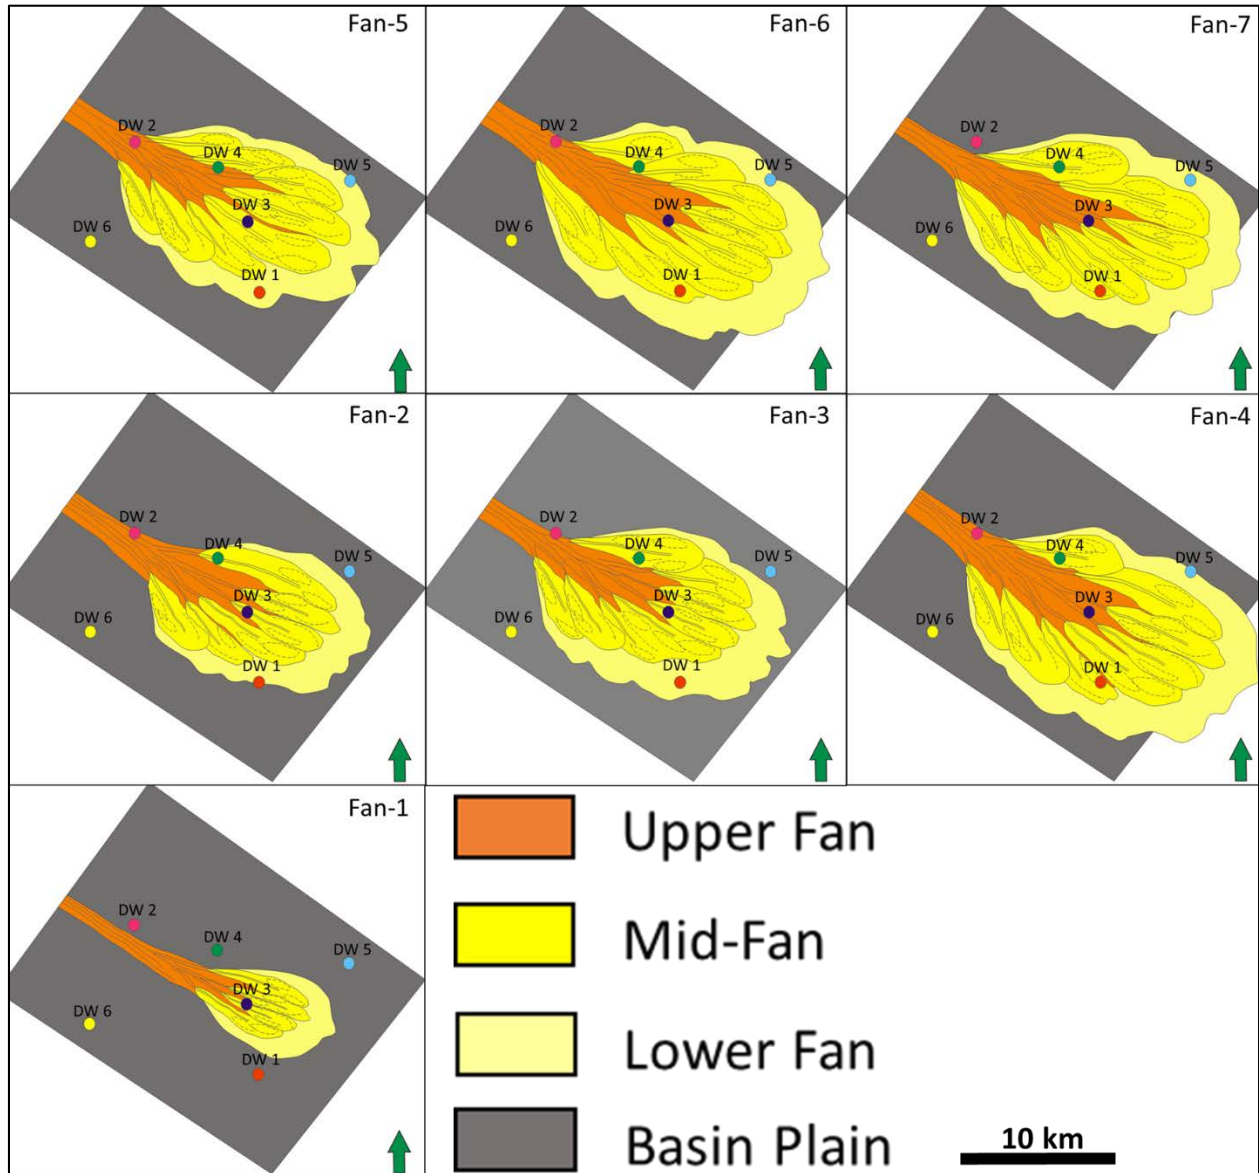 Fan-5
DW 2
DW 4
DW 5
DW 3
DW 6
DW 1
Fan-6
DW 2
DW 4
DW 5
DW 3
DW 6
DW 1
Fan-7
DW 2
DW 4
DW 5
DW 3
DW 6
DW 1
Fan-2
DW 2
DW 4
DW 5
DW 3
DW 6
DW 1
Fan-3
DW 2
DW 4
DW 5
DW 3
DW 6
DW 1
Fan-4
DW 2
DW 4
DW 5
DW 3
DW 6
DW 1
Fan-1
DW 2
DW 4
DW 5
DW 3
DW 6
DW 1
Upper Fan
Mid-Fan
Lower Fan
Basin Plain
10 km